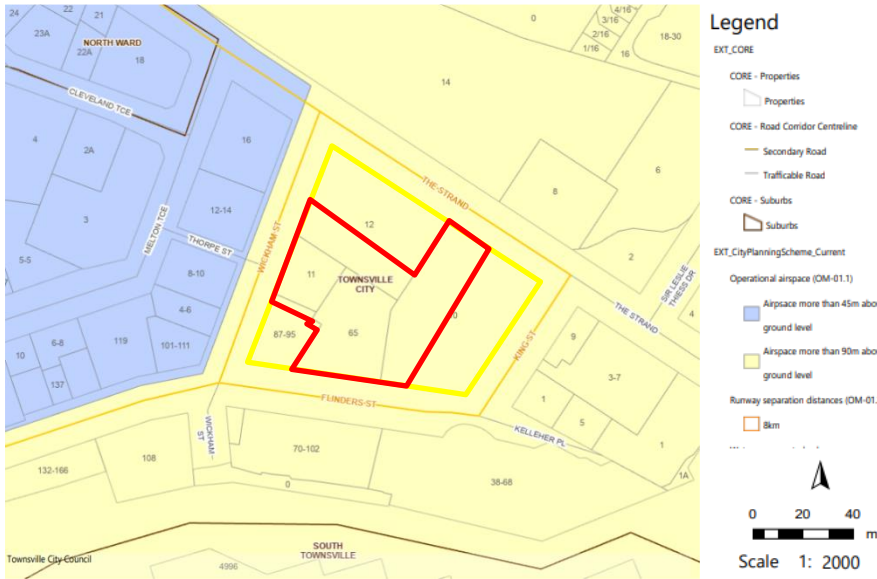 24
22
21
23A
22A
NORTH WARD
18
CLEVELAND TCE
4
2A
3
16
12-14
MELTON TCE
THORPE ST
5-5
8-10
4-6
10
6-8
119
101-111
137
WICKHAM ST
14
0
4/16
3/16
2/16
1/16
16
18-30
THE STRAND
8
6
2
12
11
TOWNSVILLE
CITY
65
87-95
0
KING ST
SIR LESLIE
THIESS DR
4
THE STRAND
9
3-7
1
5
1
1A
FLINDERS ST
KELLEHER PL
WICKHAM
ST
132-166
108
70-102
0
38-68
SOUTH
TOWNSVILLE
4996
Townsville City Council
Legend
EXT_CORE
CORE - Properties
Properties
CORE - Road Corridor Centreline
Secondary Road
Trafficable Road
CORE - Suburbs
Suburbs
EXT_CityPlanningScheme_Current
Operational airspace (OM-01.1)
Airspace more than 45m abo
ground level
Airspace more than 90m abo
ground level
Runway separation distances (OM-01.
8km
0 20 40
m
Scale 1: 2000